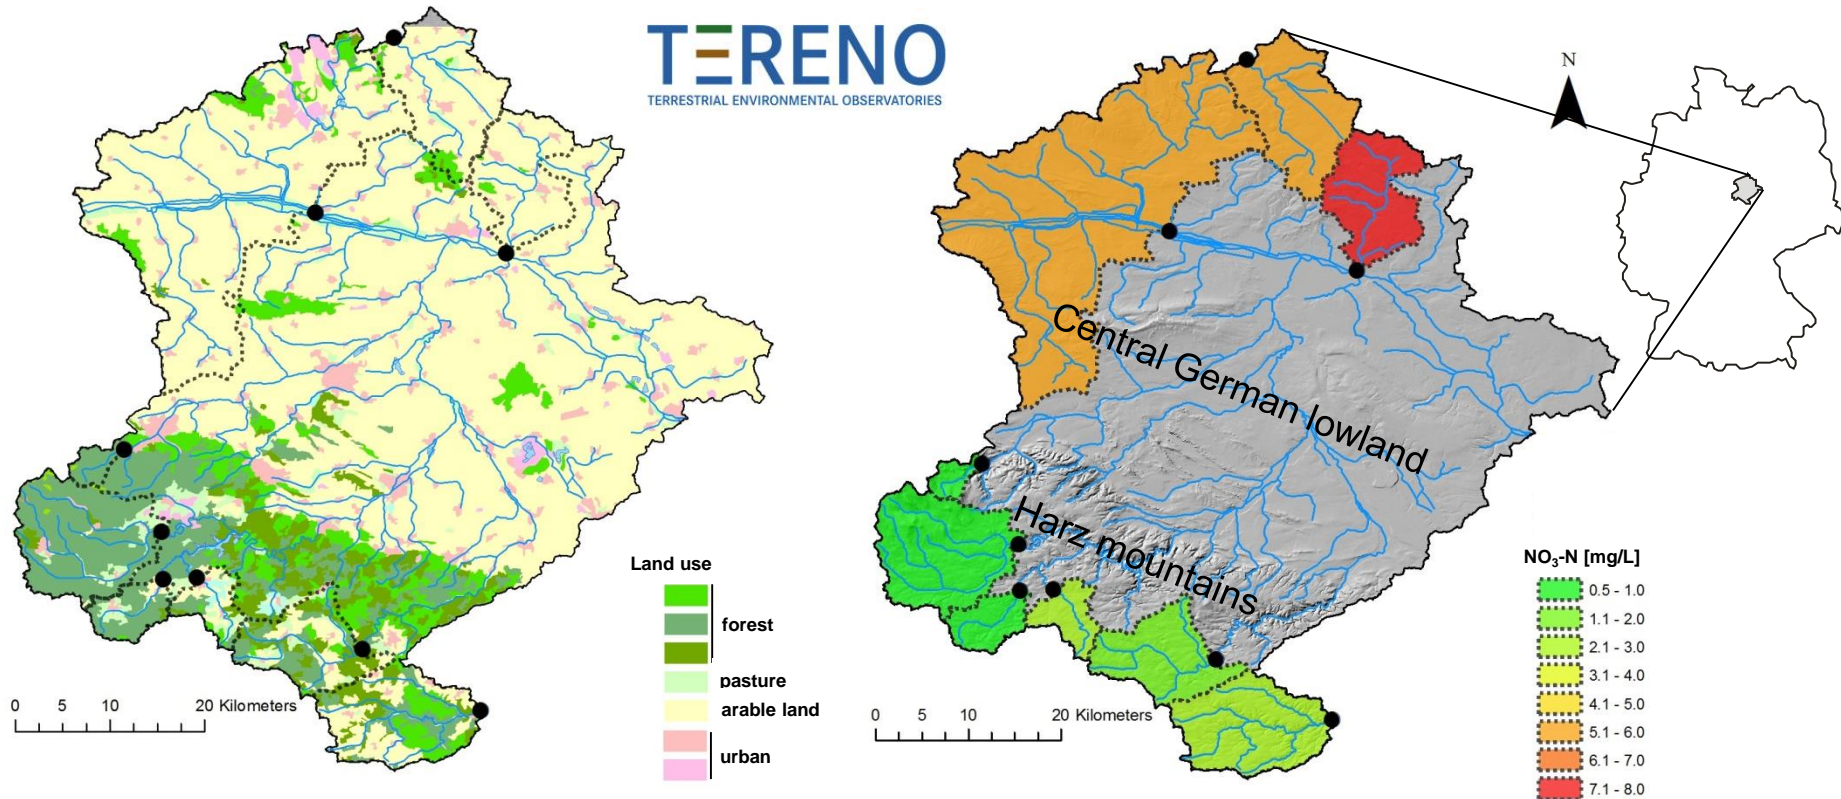 TERENO
TERRESTRIAL ENVIRONMENTAL OBSERVATORIES
N
Central German lowland
Harz mountains
Land use
forest
pasture
arable land
urban
0 5 10 20 Kilometers
0 5 10 20 Kilometers
NO₃-N [mg/L]
0.5 - 1.0
1.1 - 2.0
2.1 - 3.0
3.1 - 4.0
4.1 - 5.0
5.1 - 6.0
6.1 - 7.0
7.1 - 8.0